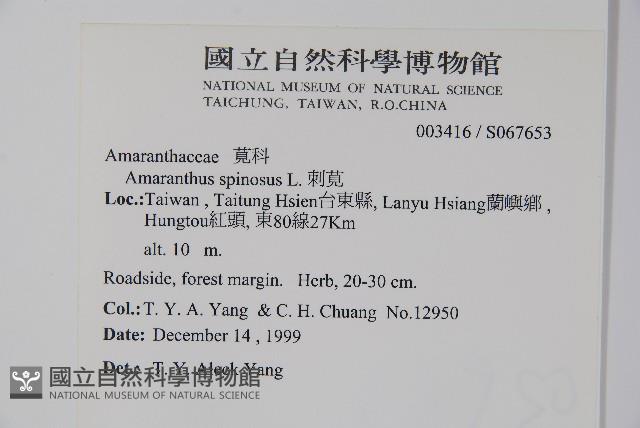 國立自然科學博物館
NATIONAL MUSEUM OF NATURAL SCIENCE
TAICHUNG, TAIWAN, R.O.CHINA
003416 / S067653
Amaranthaceae 莧科
Amaranthus spinosus L. 刺莧
Loc.:Taiwan , Taitung Hsien台東縣, Lanyu Hsiang蘭嶼鄉 ,
Hungtou紅頭, 東80線27Km
alt. 10 m.
Roadside, forest margin. Herb, 20-30 cm.
Col.: T. Y. A. Yang & C. H. Chuang No.12950
Date: December 14 , 1999
Det.: T. Y. Aleck Yang
國立自然科學博物館
NATIONAL MUSEUM OF NATURAL SCIENCE